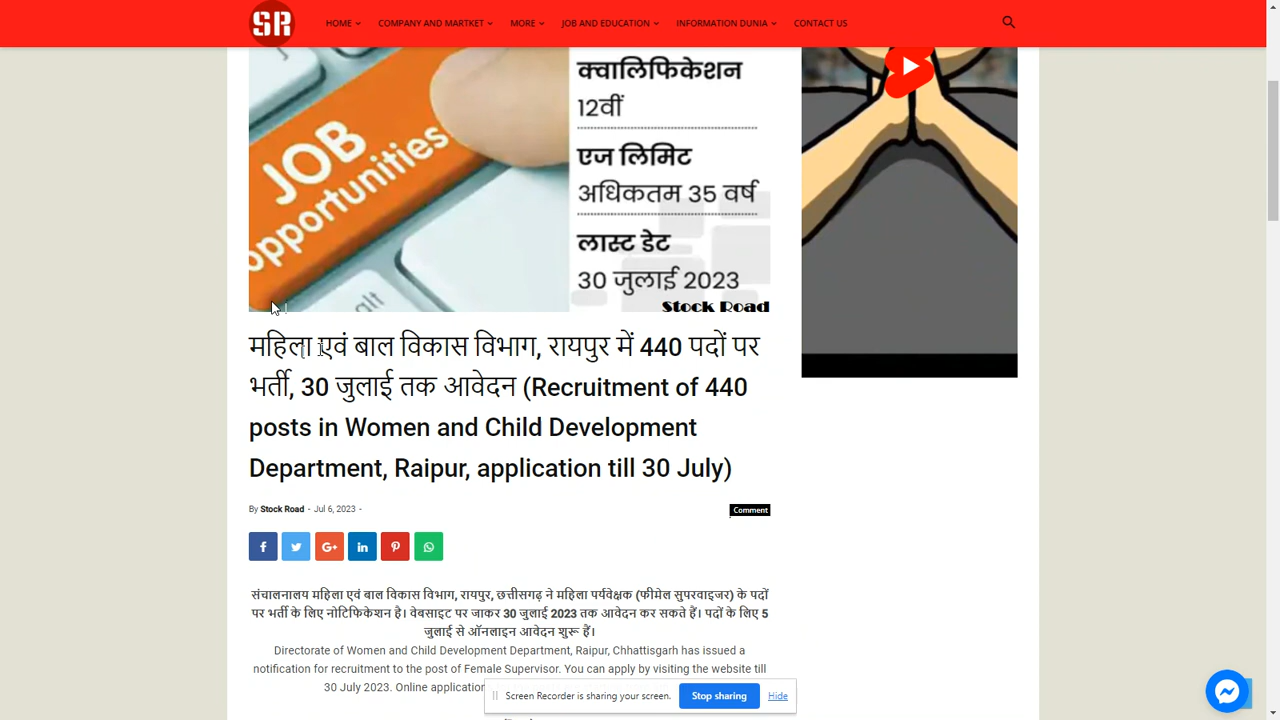 SR
HOME
COMPANY AND MARTKET
MORE
JOB AND EDUCATION
INFORMATION DUNIA
CONTACT US
JOB
opportunities
alt
क्वालिफिकेशन
12वीं
एज लिमिट
अधिकतम 35 वर्ष
लास्ट डेट
30 जुलाई 2023
Stock Road
महिला एवं बाल विकास विभाग, रायपुर में 440 पदों पर
भर्ती, 30 जुलाई तक आवेदन (Recruitment of 440
posts in Women and Child Development
Department, Raipur, application till 30 July)
By Stock Road - Jul 6, 2023 -
Comment
संचालनालय महिला एवं बाल विकास विभाग, रायपुर, छत्तीसगढ़ ने महिला पर्यवेक्षक (फीमेल सुपरवाइजर) के पदों
पर भर्ती के लिए नोटिफिकेशन है। वेबसाइट पर जाकर 30 जुलाई 2023 तक आवेदन कर सकते हैं। पदों के लिए 5
जुलाई से ऑनलाइन आवेदन शुरू हैं।
Directorate of Women and Child Development Department, Raipur, Chhattisgarh has issued a
notification for recruitment to the post of Female Supervisor. You can apply by visiting the website till
30 July 2023. Online application
Screen Recorder is sharing your screen.
Stop sharing
Hide